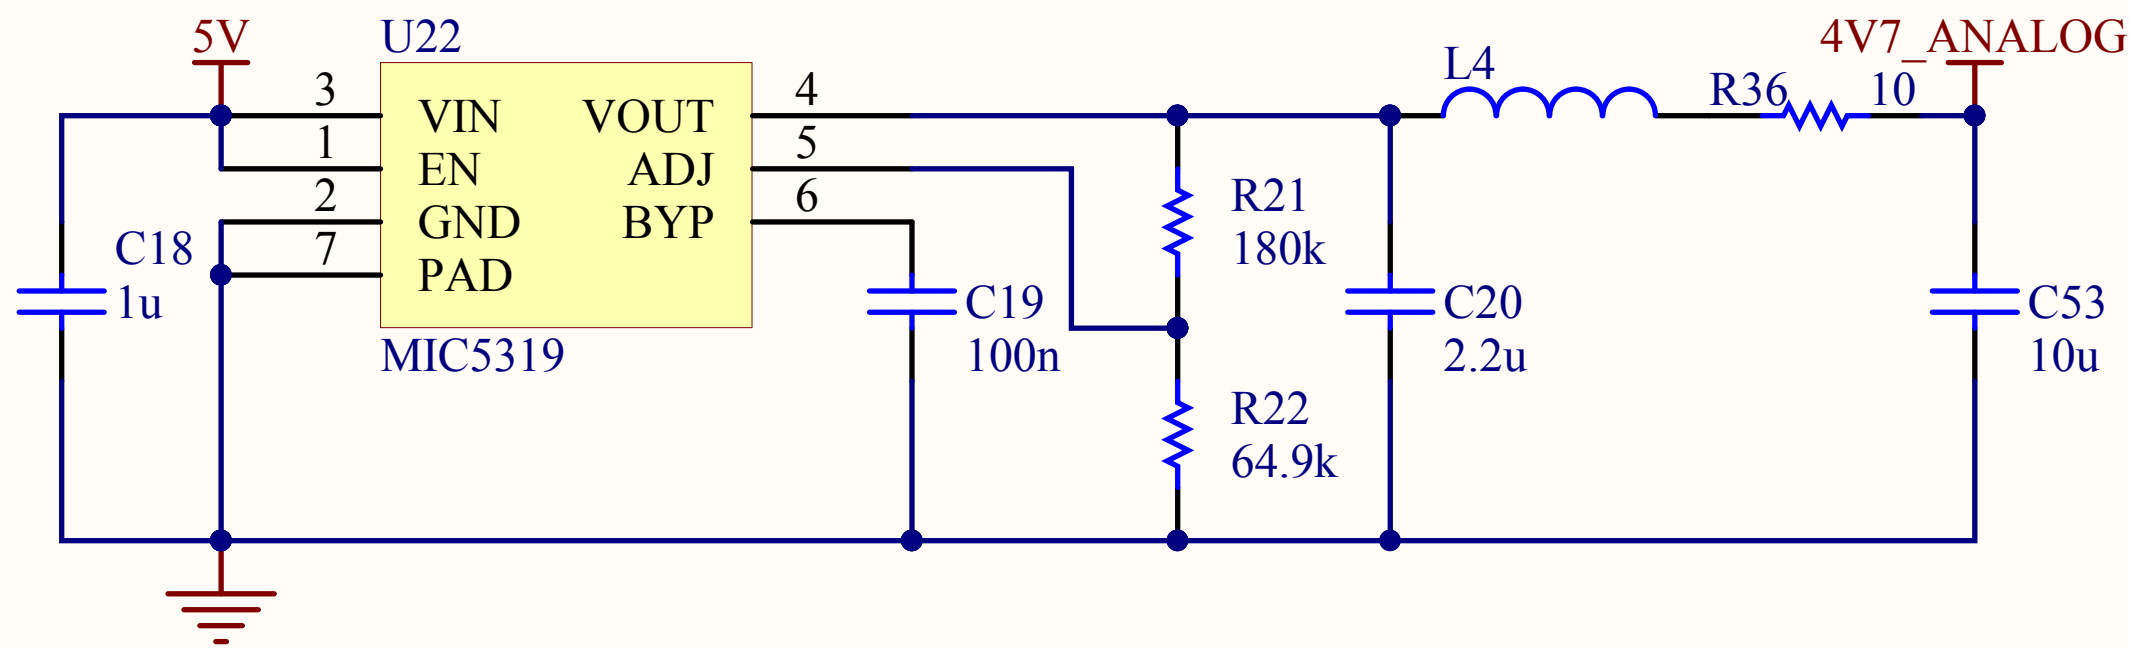 5V
U22
4V7_ANALOG
L4
R36
10
3
VIN
VOUT
4
1
EN
ADJ
5
2
GND
BYP
6
7
PAD
C18
1u
MIC5319
C19
100n
R21
180k
R22
64.9k
C20
2.2u
C53
10u